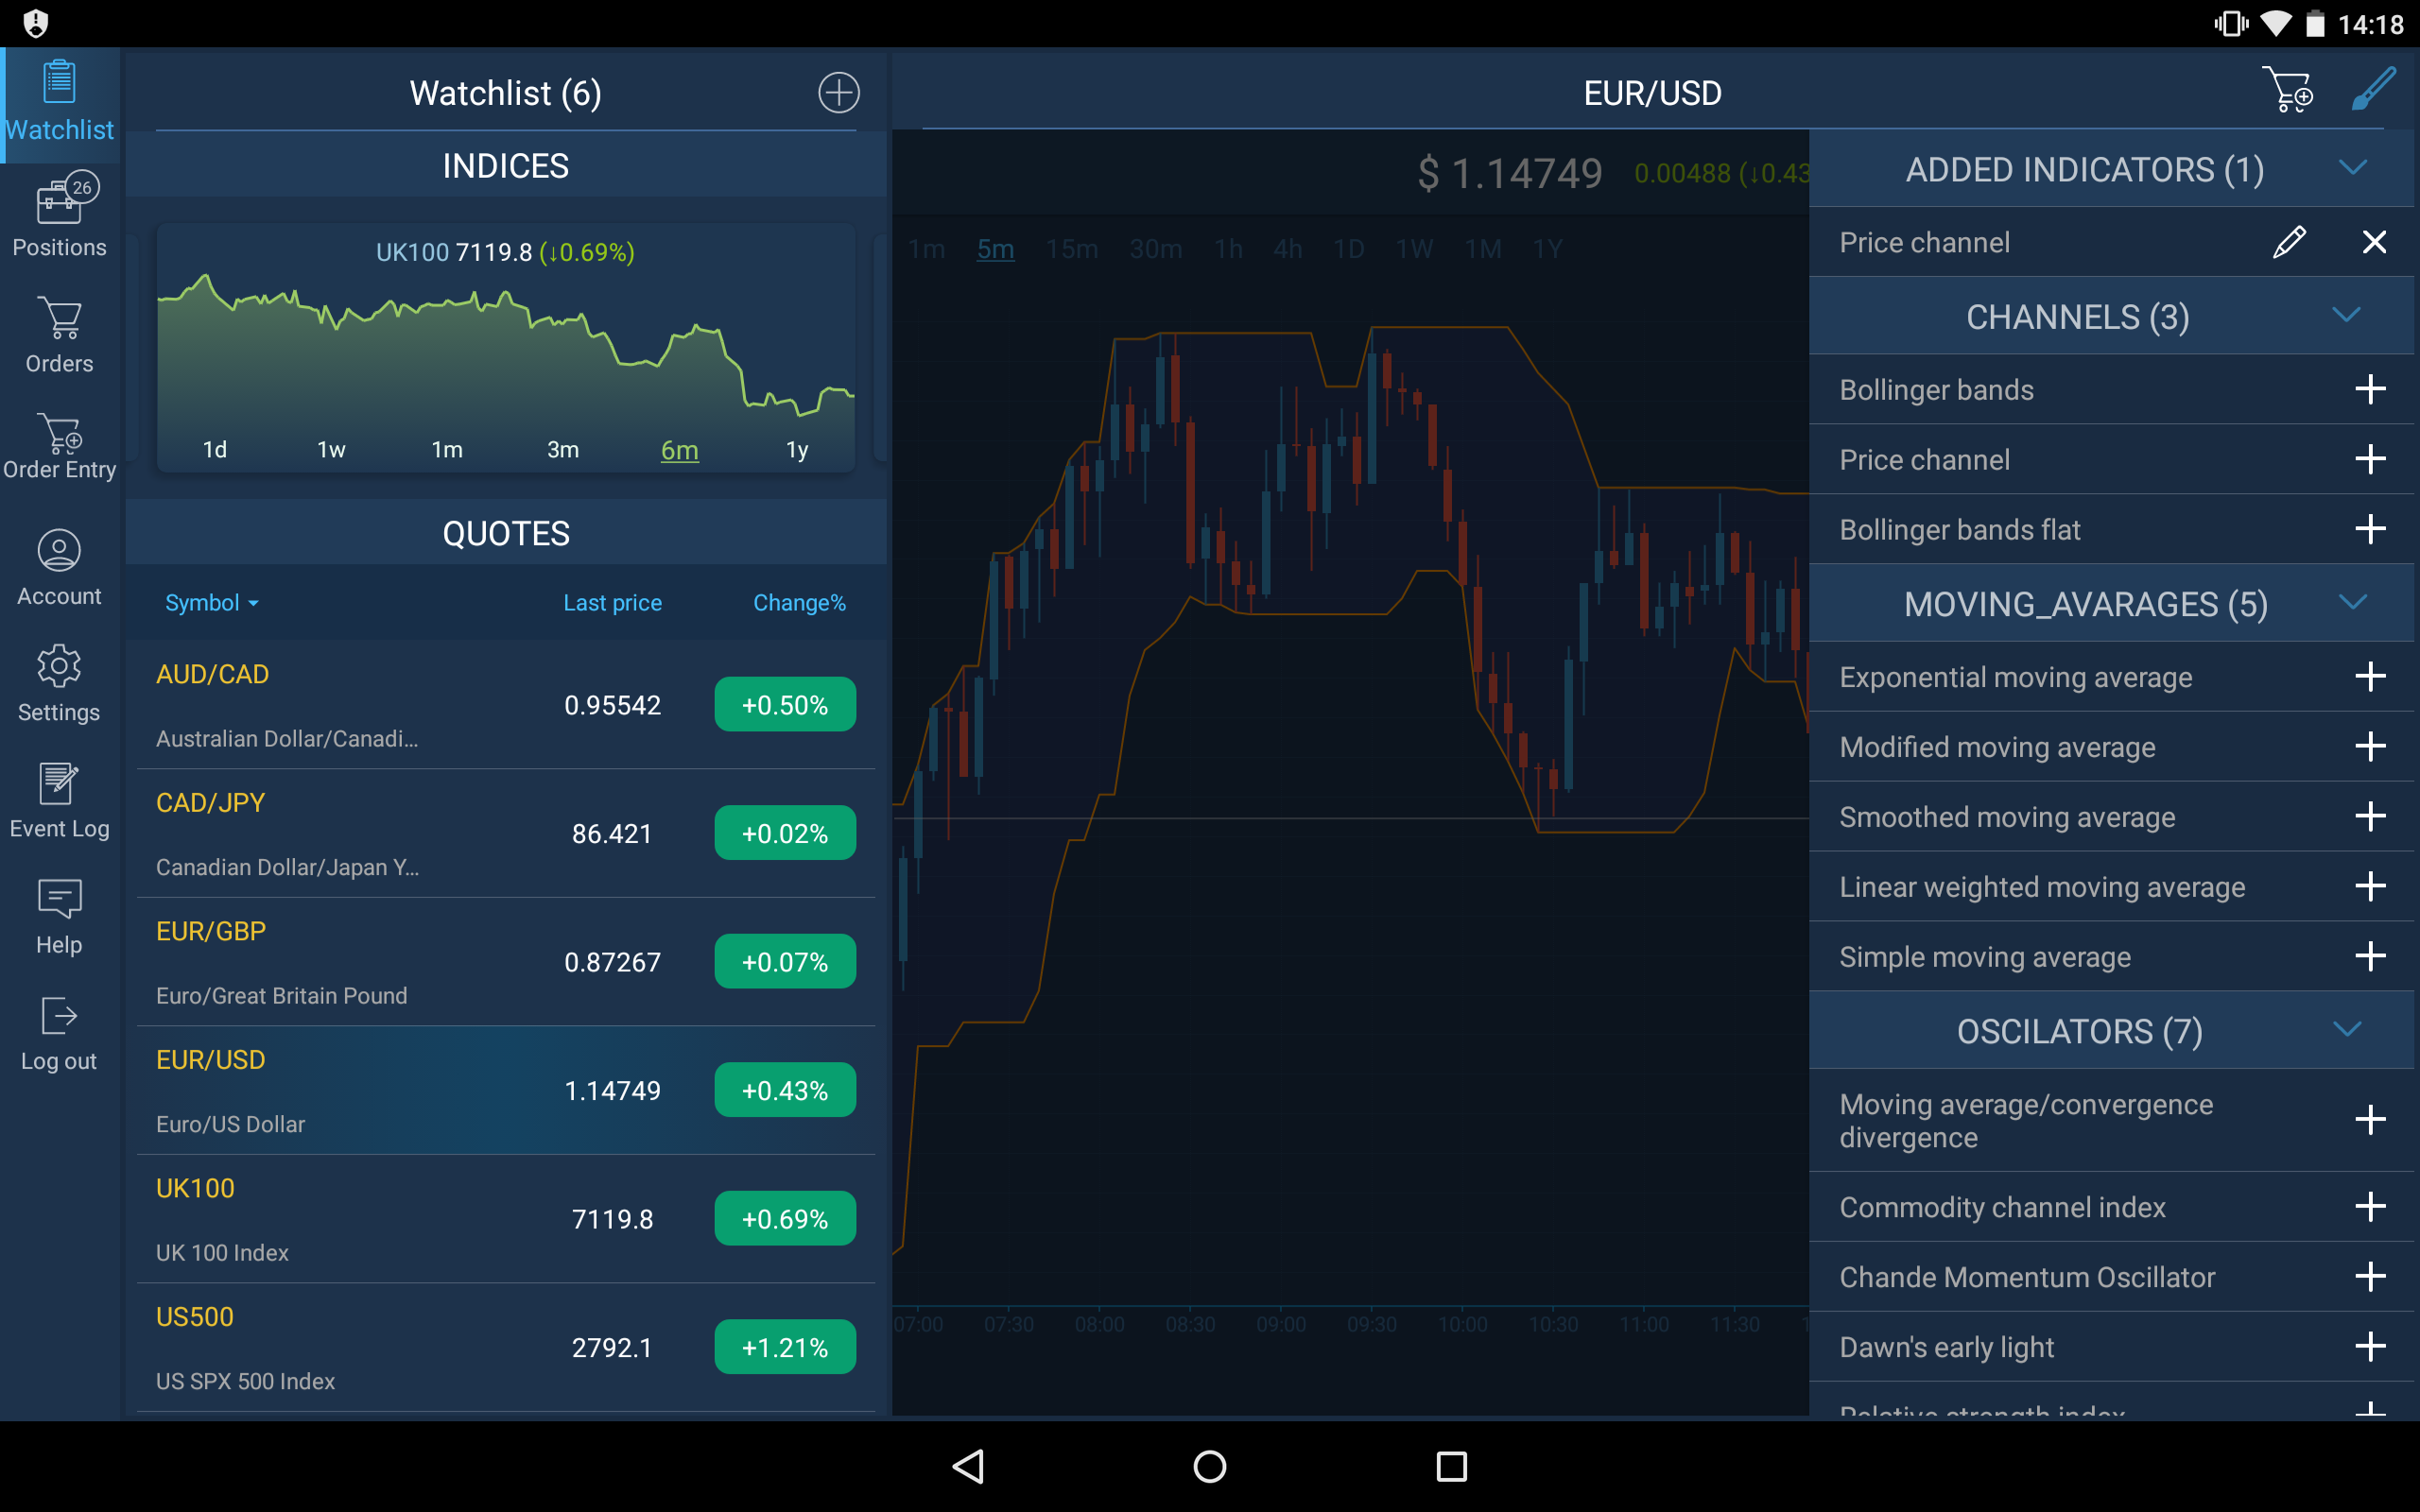 14:18
Watchlist
26
Positions
Orders
Order Entry
Account
Settings
Event Log
Help
Log out
Watchlist (6)
INDICES
UK100 7119.8 (↓0.69%)
1d 1w 1m 3m 6m 1y
QUOTES
Symbol Last price Change%
AUD/CAD
0.95542 +0.50%
Australian Dollar/Canadi...
CAD/JPY
86.421 +0.02%
Canadian Dollar/Japan Y...
EUR/GBP
0.87267 +0.07%
Euro/Great Britain Pound
EUR/USD
1.14749 +0.43%
Euro/US Dollar
UK100
7119.8 +0.69%
UK 100 Index
US500
2792.1 +1.21%
US SPX 500 Index
EUR/USD
$ 1.14749 0.00488 (↓0.43
1m 5m 15m 30m 1h 4h 1D 1W 1M 1Y
07:00 07:30 08:00 08:30 09:00 09:30 10:00 10:30 11:00 11:30
ADDED INDICATORS (1)
Price channel
CHANNELS (3)
Bollinger bands
Price channel
Bollinger bands flat
MOVING_AVARAGES (5)
Exponential moving average
Modified moving average
Smoothed moving average
Linear weighted moving average
Simple moving average
OSCILATORS (7)
Moving average/convergence
divergence
Commodity channel index
Chande Momentum Oscillator
Dawn's early light
Relative strength index